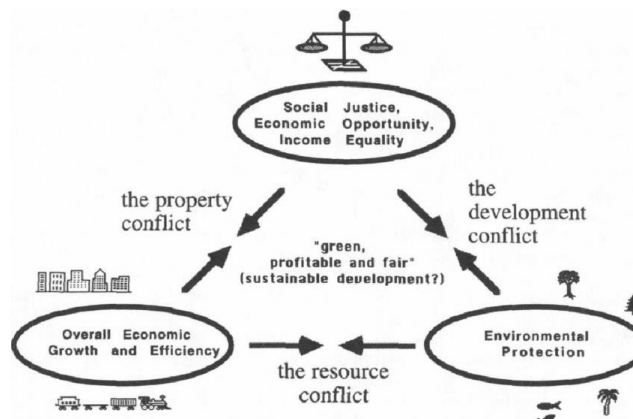 Social Justice,
Economic Opportunity,
Income Equality
the property
conflict
the
development
conflict
"green,
profitable and fair"
(sustainable development?)
Overall Economic
Growth and Efficiency
Environmental
Protection
the resource
conflict